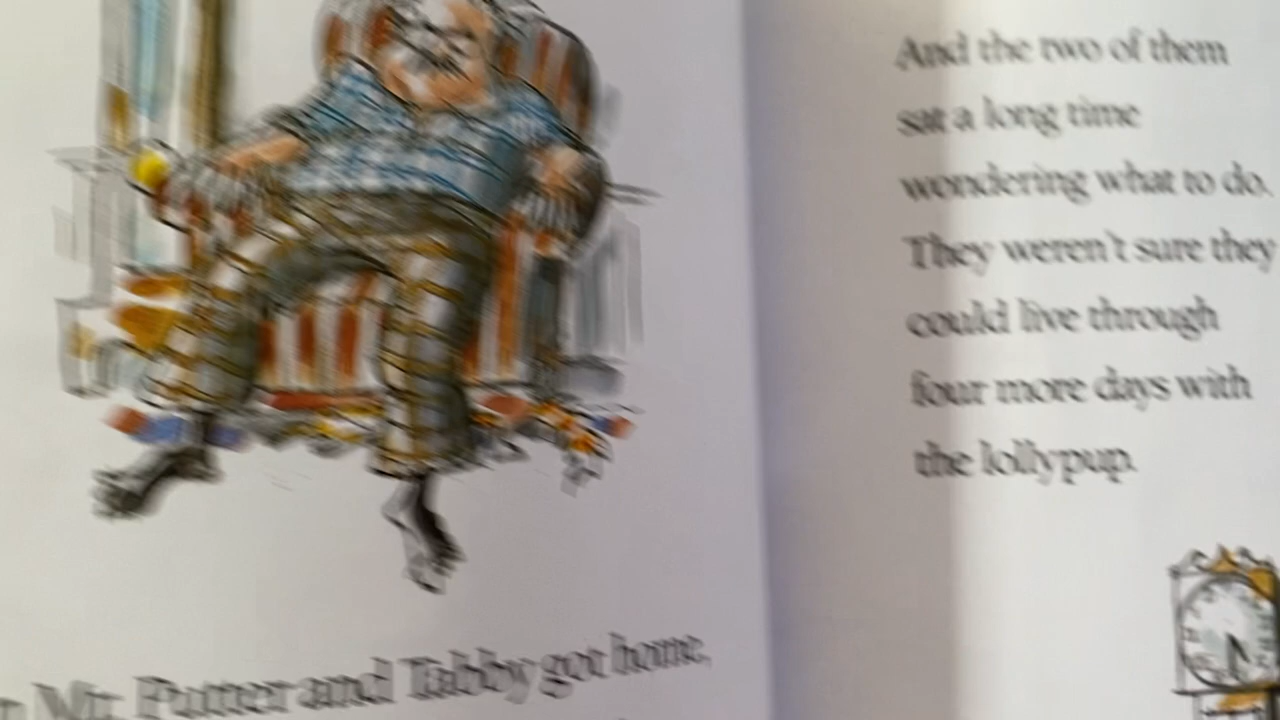 Mr. Putter and Tabby got home,
And the two of them
sat a long time
wondering what to do.
They weren't sure they
could live through
four more days with
the lollypup.